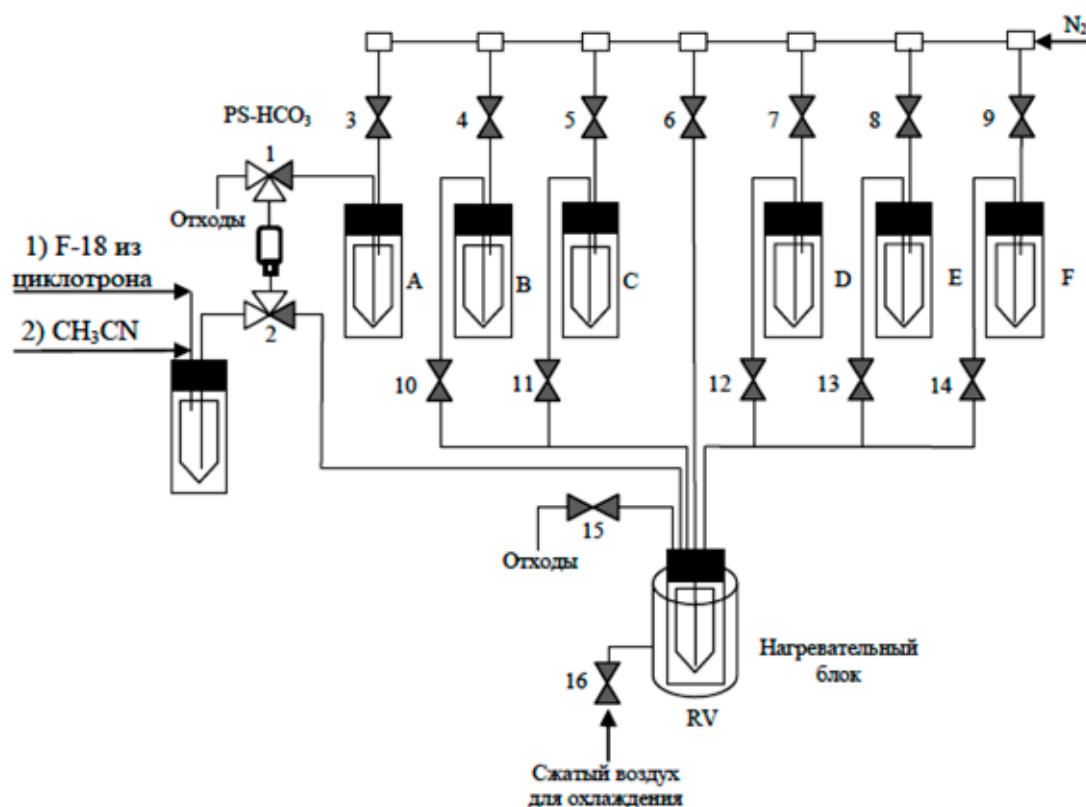 N₂
3
4
5
6
7
8
9
PS-HCO₃
1
Отходы
1) F-18 из
циклотрона
2) CH₃CN
2
A
B
C
D
E
F
10
11
12
13
14
15
Отходы
16
Нагревательный
блок
RV
Сжатый воздух
для охлаждения